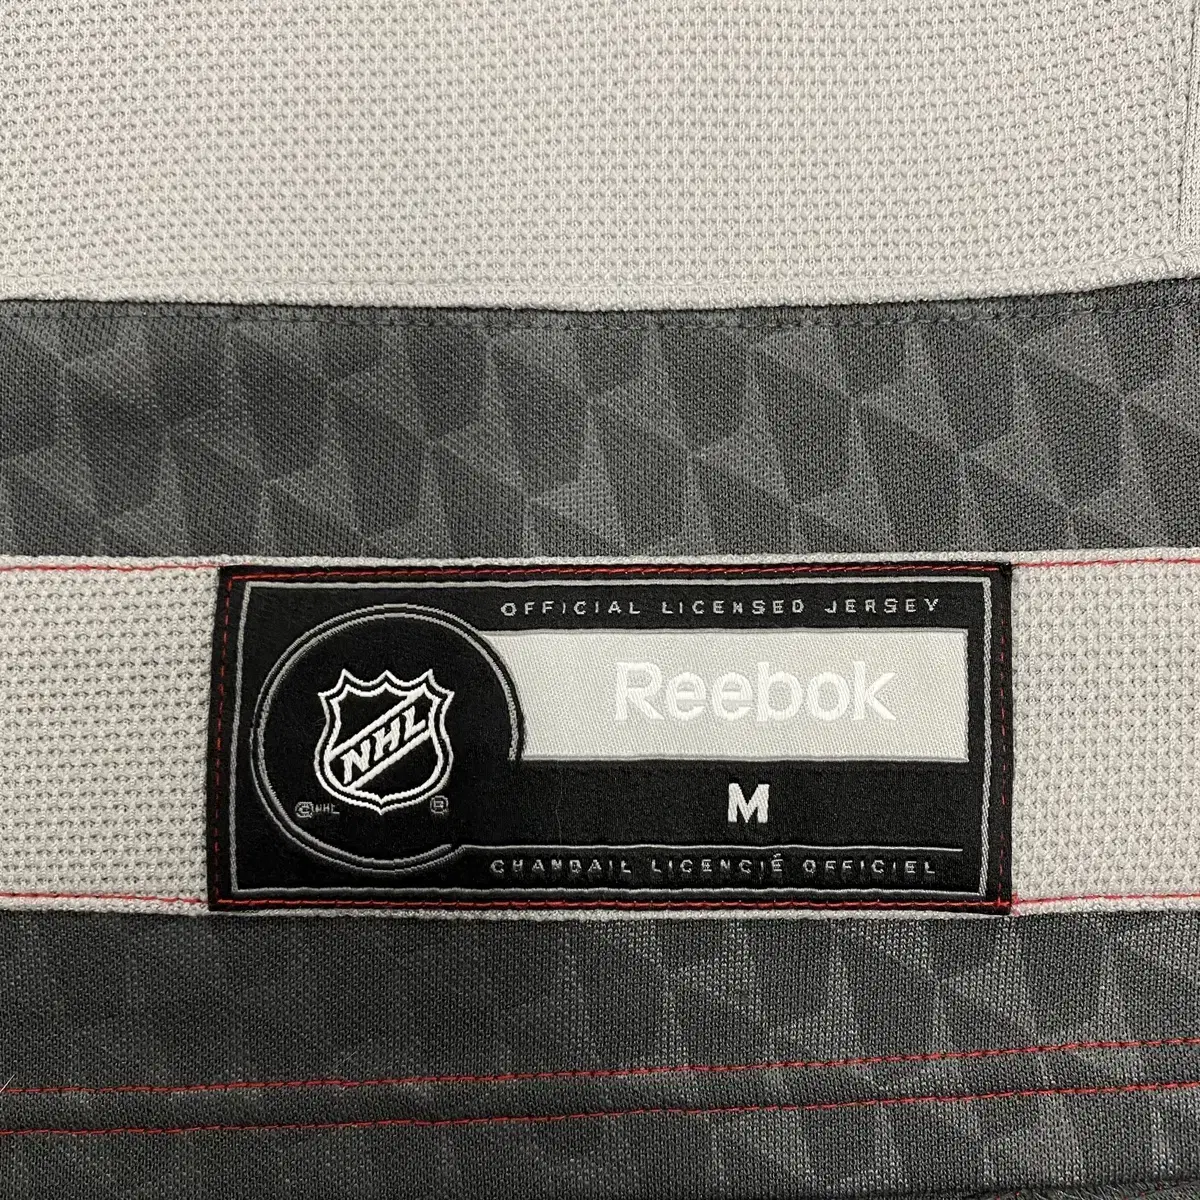 OFFICIAL LICENSED JERSEY
Reebok
NHL
©NHL ®
M
CHANDAIL LICENCIÉ OFFICIEL